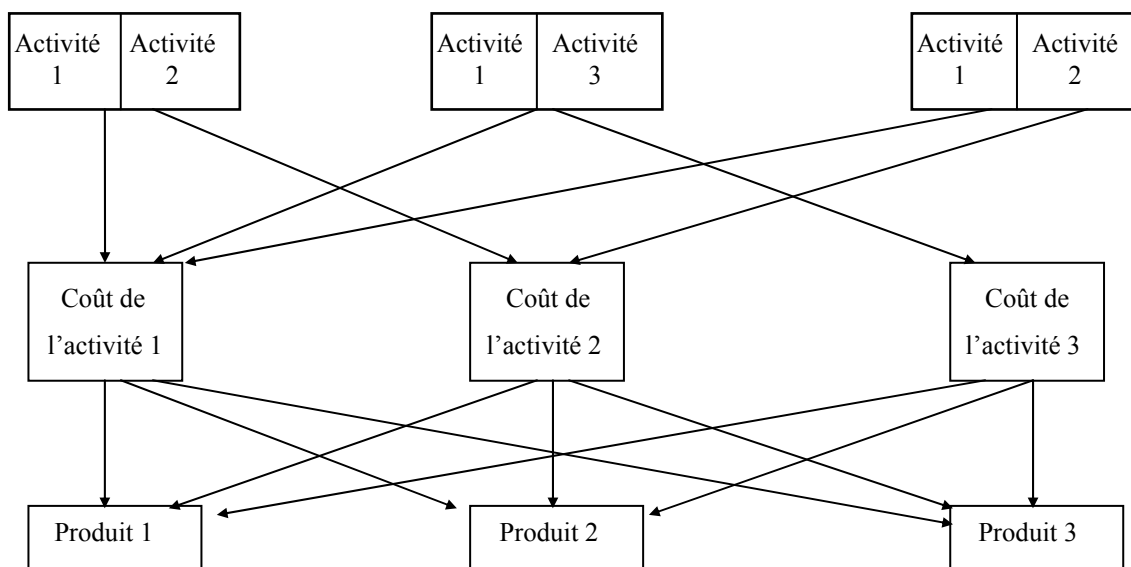 Activité Activité Activité Activité Activité Activité
1 2 1 3 1 2
Coût de Coût de Coût de
l’activité 1 l’activité 2 l’activité 3
Produit 1 Produit 2 Produit 3